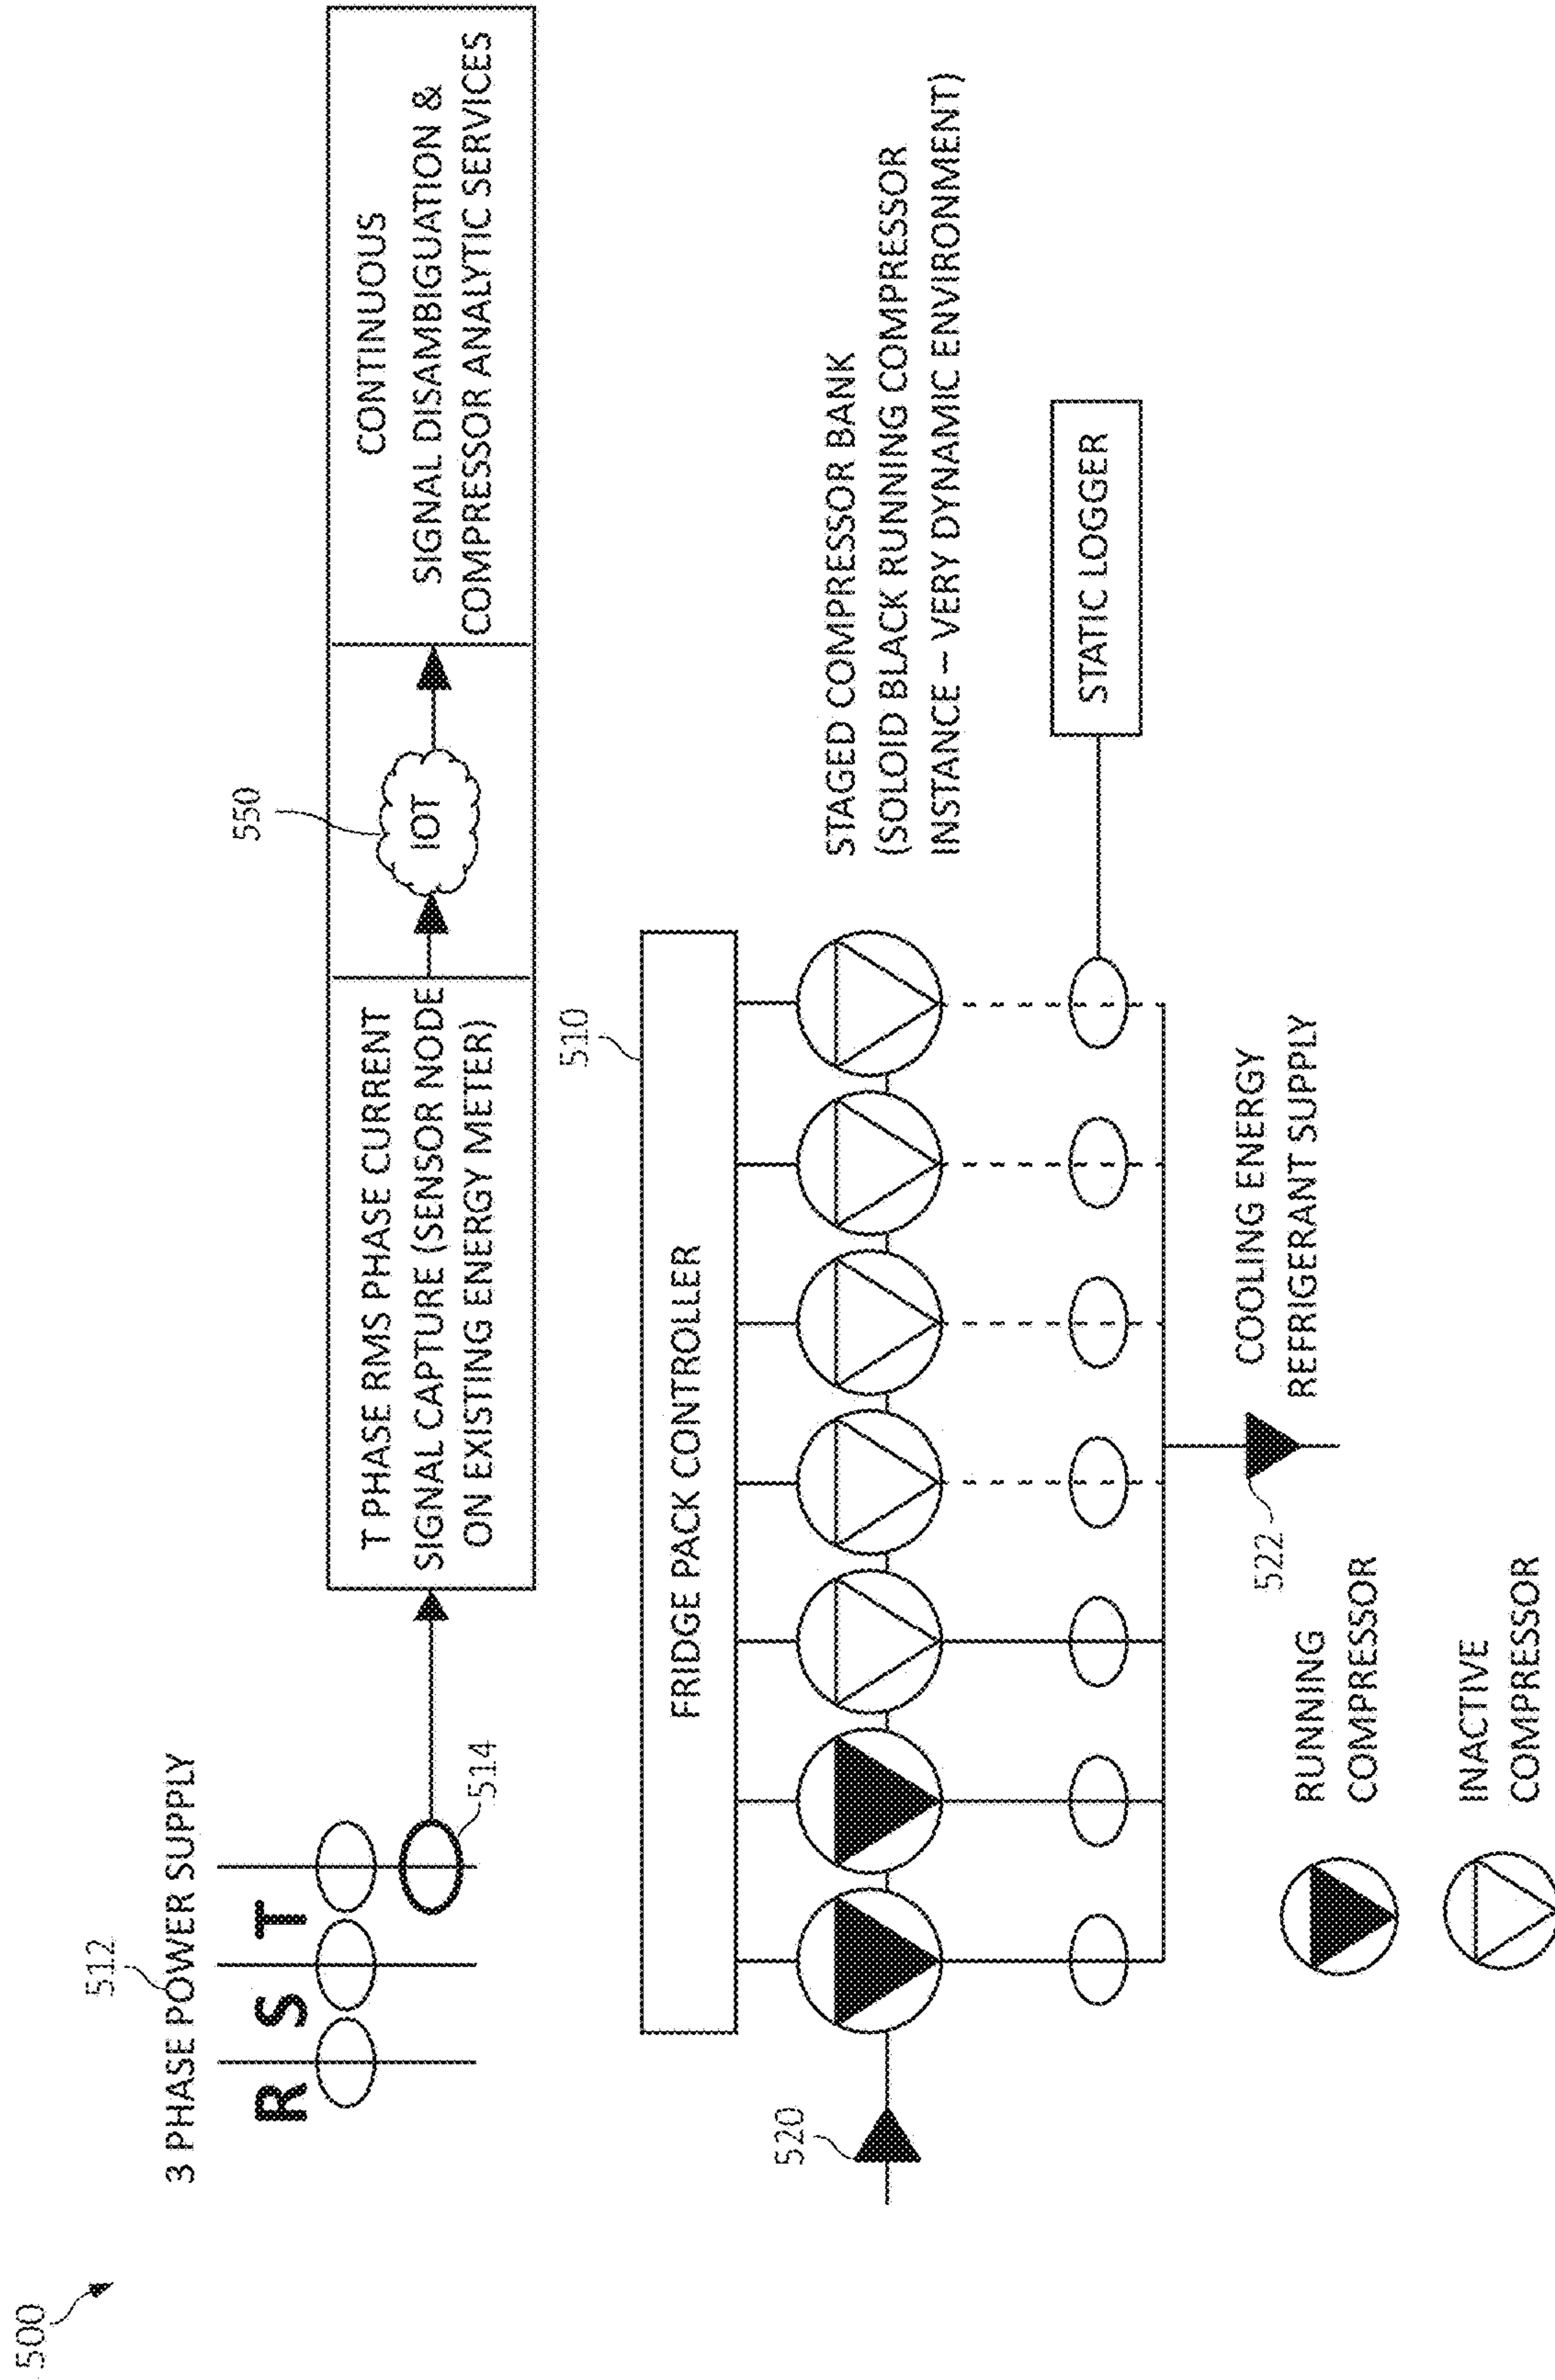 500
512
3 PHASE POWER SUPPLY
R S T
514
T PHASE RMS PHASE CURRENT
SIGNAL CAPTURE (SENSOR NODE
ON EXISTING ENERGY METER)
550
IOT
CONTINUOUS
SIGNAL DISAMBIGUATION &
COMPRESSOR ANALYTIC SERVICES
510
FRIDGE PACK CONTROLLER
520
STAGED COMPRESSOR BANK
(SOLOID BLACK RUNNING COMPRESSOR
INSTANCE – VERY DYNAMIC ENVIRONMENT)
STATIC LOGGER
522
COOLING ENERGY
REFRIGERANT SUPPLY
RUNNING
COMPRESSOR
INACTIVE
COMPRESSOR